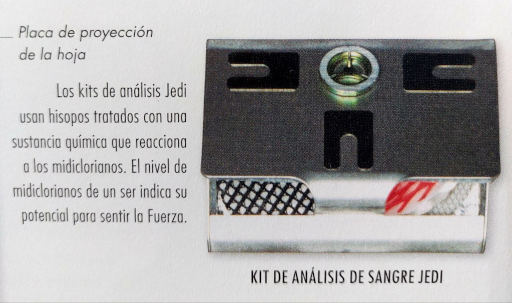 Placa de proyección
de la hoja
Los kits de análisis Jedi
usan hisopos tratados con una
sustancia química que reacciona
a los midiclorianos. El nivel de
midiclorianos de un ser indica su
potencial para sentir la Fuerza.
KIT DE ANÁLISIS DE SANGRE JEDI